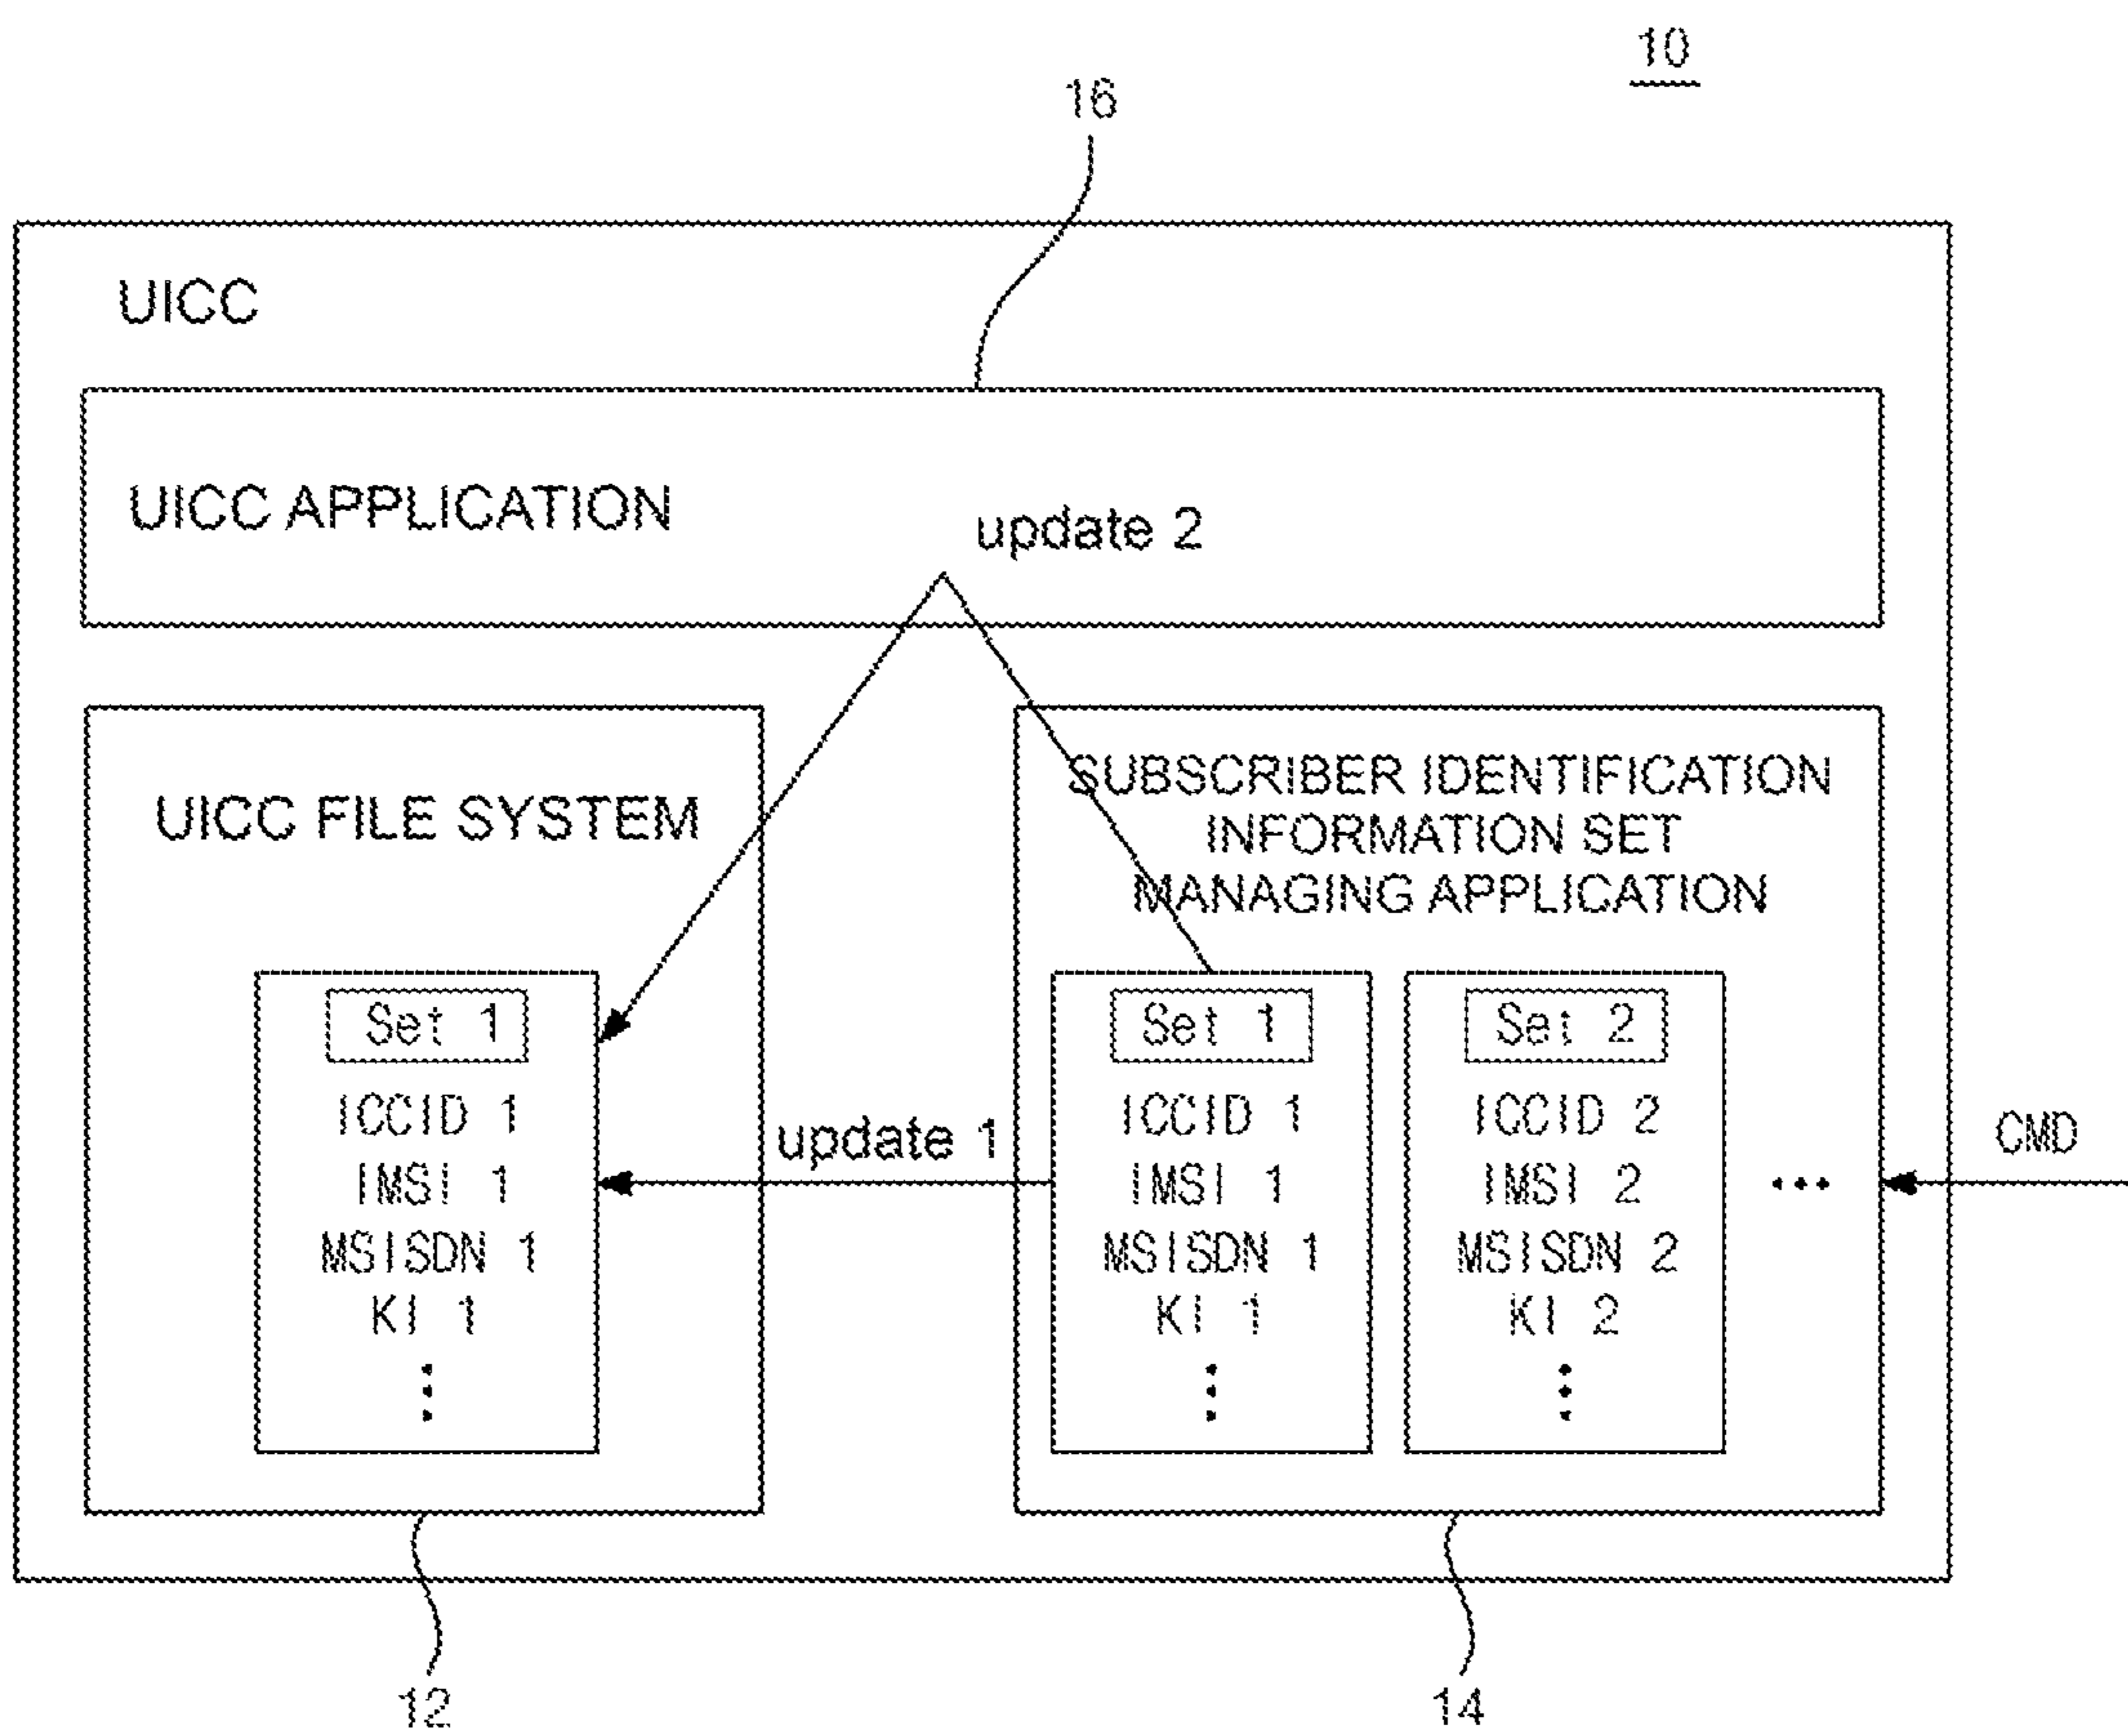 10
16
UICC
UICC APPLICATION
update 2
UICC FILE SYSTEM
Set 1
ICCID 1
IMSI 1
MSISDN 1
KI 1
update 1
SUBSCRIBER IDENTIFICATION
INFORMATION SET
MANAGING APPLICATION
Set 1
ICCID 1
IMSI 1
MSISDN 1
KI 1
Set 2
ICCID 2
IMSI 2
MSISDN 2
KI 2
CMD
12
14